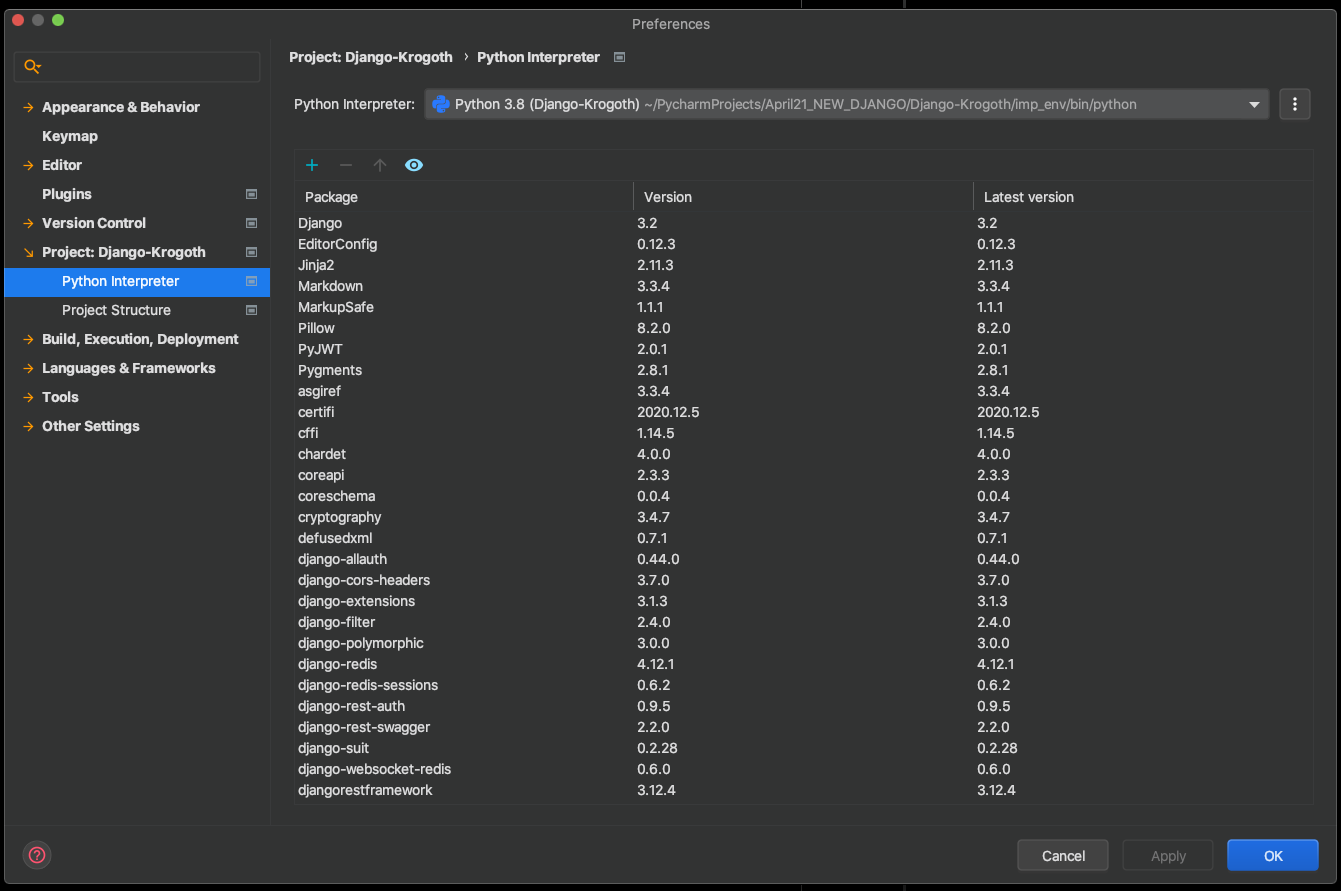 Preferences
Project: Django-Krogoth › Python Interpreter
Python Interpreter: Python 3.8 (Django-Krogoth) ~/PycharmProjects/April21_NEW_DJANGO/Django-Krogoth/imp_env/bin/python
Appearance & Behavior
Keymap
Editor
Plugins
Version Control
Project: Django-Krogoth
Python Interpreter
Project Structure
Build, Execution, Deployment
Languages & Frameworks
Tools
Other Settings
Package Version Latest version
Django 3.2 3.2
EditorConfig 0.12.3 0.12.3
Jinja2 2.11.3 2.11.3
Markdown 3.3.4 3.3.4
MarkupSafe 1.1.1 1.1.1
Pillow 8.2.0 8.2.0
PyJWT 2.0.1 2.0.1
Pygments 2.8.1 2.8.1
asgiref 3.3.4 3.3.4
certifi 2020.12.5 2020.12.5
cffi 1.14.5 1.14.5
chardet 4.0.0 4.0.0
coreapi 2.3.3 2.3.3
coreschema 0.0.4 0.0.4
cryptography 3.4.7 3.4.7
defusedxml 0.7.1 0.7.1
django-allauth 0.44.0 0.44.0
django-cors-headers 3.7.0 3.7.0
django-extensions 3.1.3 3.1.3
django-filter 2.4.0 2.4.0
django-polymorphic 3.0.0 3.0.0
django-redis 4.12.1 4.12.1
django-redis-sessions 0.6.2 0.6.2
django-rest-auth 0.9.5 0.9.5
django-rest-swagger 2.2.0 2.2.0
django-suit 0.2.28 0.2.28
django-websocket-redis 0.6.0 0.6.0
djangorestframework 3.12.4 3.12.4
? Cancel Apply OK